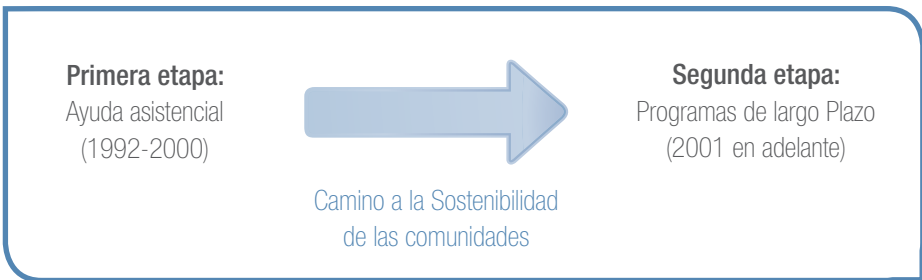 Primera etapa:
Ayuda asistencial
(1992-2000)
Camino a la Sostenibilidad
de las comunidades
Segunda etapa:
Programas de largo Plazo
(2001 en adelante)